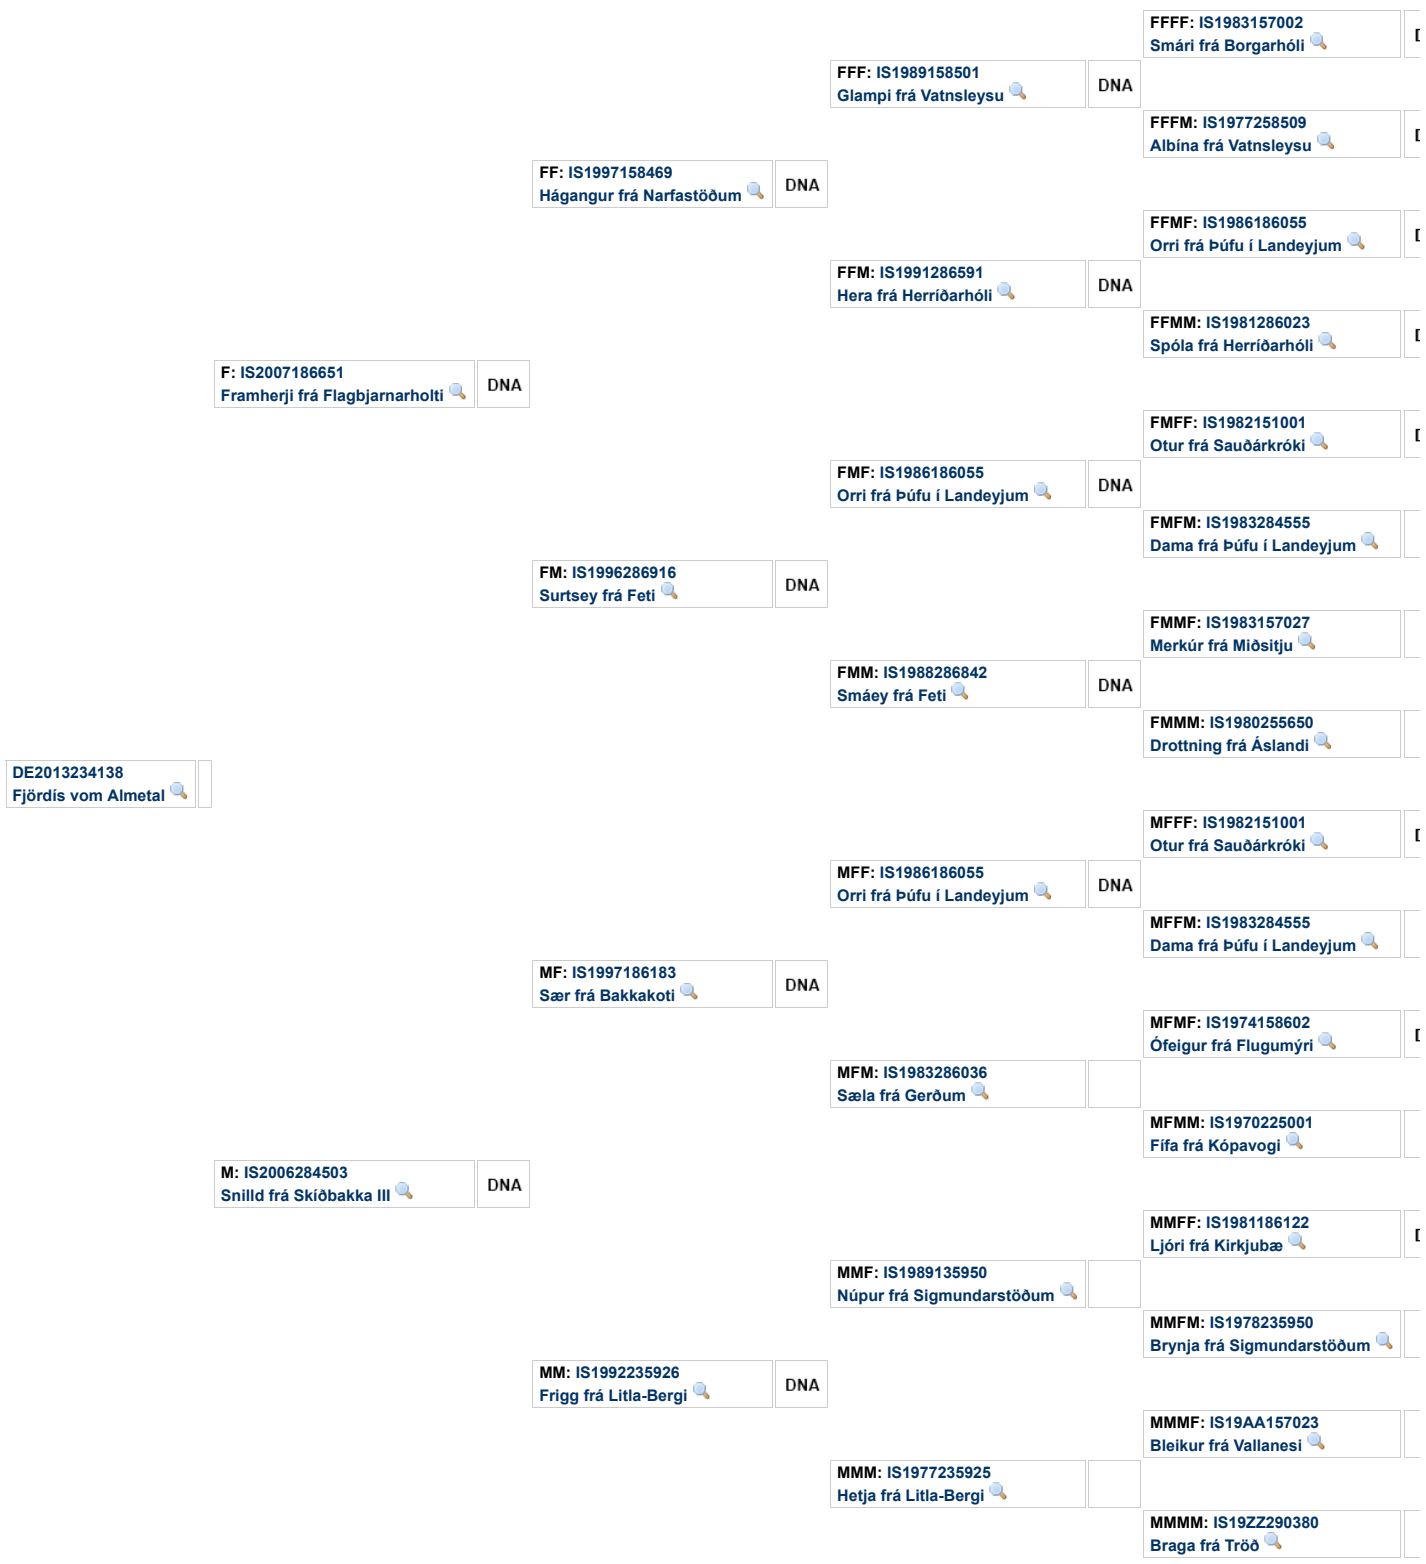 FFFF: IS1983157002
Smári frá Borgarhóli
FFF: IS1989158501
Glampi frá Vatnsleysu
DNA
FFFM: IS1977258509
Albína frá Vatnsleysu
FF: IS1997158469
Hágangur frá Narfastöðum
DNA
FFMF: IS1986186055
Orri frá Þúfu í Landeyjum
FFM: IS1991286591
Hera frá Herríðarhóli
DNA
FFMM: IS1981286023
Spóla frá Herríðarhóli
F: IS2007186651
Framherji frá Flagbjarnarholti
DNA
FMFF: IS1982151001
Otur frá Sauðárkróki
FMF: IS1986186055
Orri frá Þúfu í Landeyjum
DNA
FMFM: IS1983284555
Dama frá Þúfu í Landeyjum
FM: IS1996286916
Surtsey frá Feti
DNA
FMMF: IS1983157027
Merkúr frá Miðsitju
FMM: IS1988286842
Smáey frá Feti
DNA
FMMM: IS1980255650
Drottning frá Áslandi
DE2013234138
Fjördís vom Almetal
MFFF: IS1982151001
Otur frá Sauðárkróki
MFF: IS1986186055
Orri frá Þúfu í Landeyjum
DNA
MFFM: IS1983284555
Dama frá Þúfu í Landeyjum
MF: IS1997186183
Sær frá Bakkakoti
DNA
MFMF: IS1974158602
Ófeigur frá Flugumýri
MFM: IS1983286036
Sæla frá Gerðum
MFMM: IS1970225001
Fífa frá Kópavogi
M: IS2006284503
Snilld frá Skíðbakka III
DNA
MMFF: IS1981186122
Ljóri frá Kirkjubæ
MMF: IS1989135950
Núpur frá Sigmundarstöðum
MMFM: IS1978235950
Brynja frá Sigmundarstöðum
MM: IS1992235926
Frigg frá Litla-Bergi
DNA
MMMF: IS19AA157023
Bleikur frá Vallanesi
MMM: IS1977235925
Hetja frá Litla-Bergi
MMMM: IS19ZZ290380
Braga frá Tröð